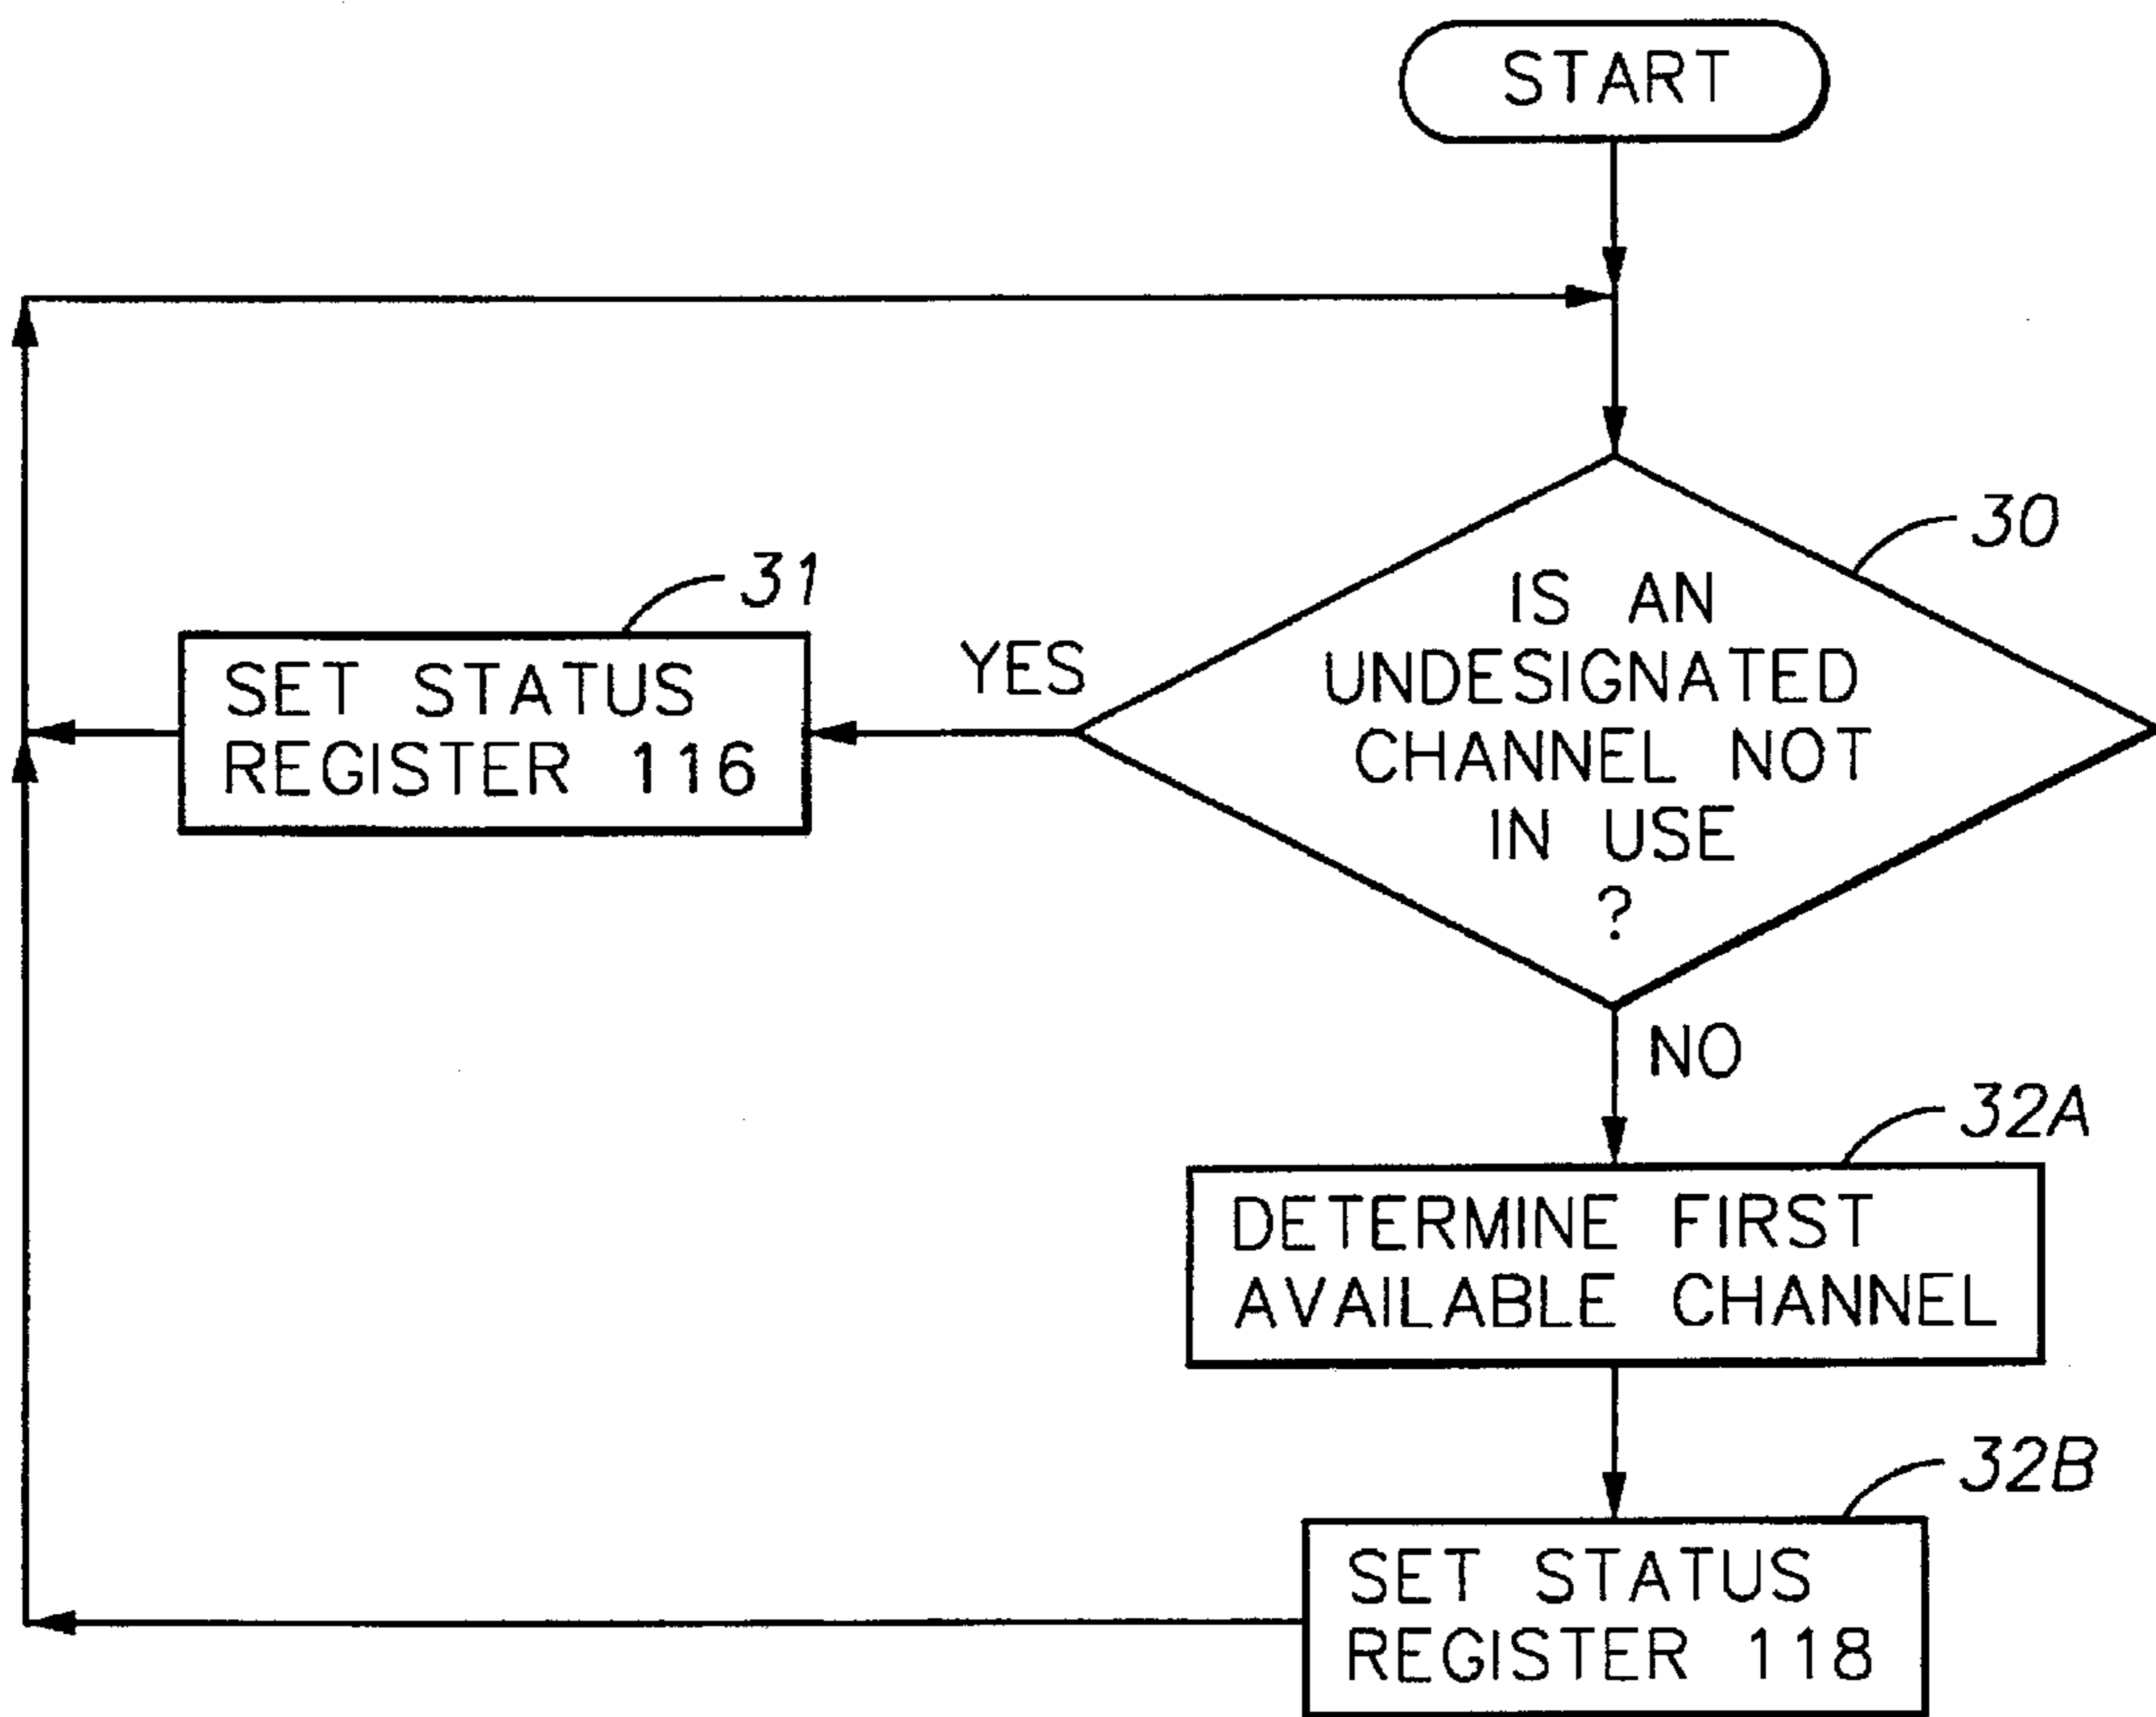 START
30
IS AN
UNDESIGNATED
CHANNEL NOT
IN USE
?
YES
31
SET STATUS
REGISTER 116
NO
32A
DETERMINE FIRST
AVAILABLE CHANNEL
32B
SET STATUS
REGISTER 118